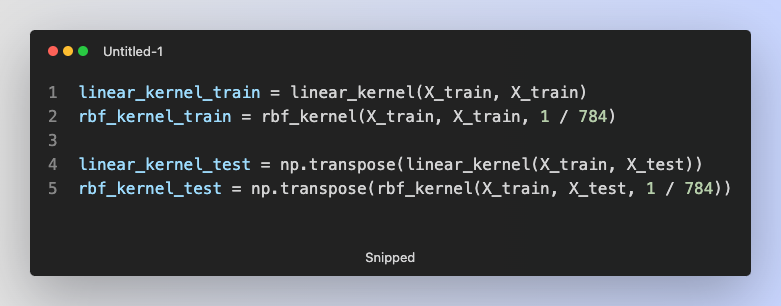 Untitled-1
1 linear_kernel_train = linear_kernel(X_train, X_train)
2 rbf_kernel_train = rbf_kernel(X_train, X_train, 1 / 784)
3
4 linear_kernel_test = np.transpose(linear_kernel(X_train, X_test))
5 rbf_kernel_test = np.transpose(rbf_kernel(X_train, X_test, 1 / 784))
Snipped